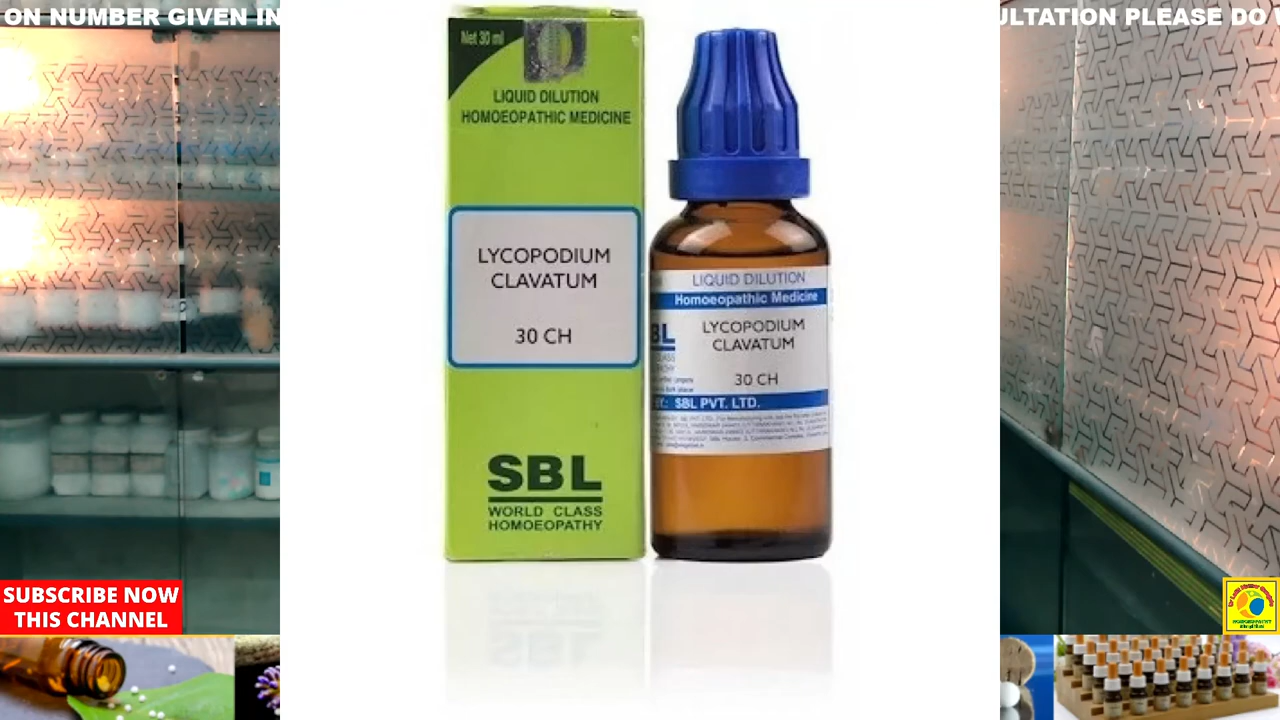 ON NUMBER GIVEN IN
ULTATION PLEASE DO
Net 30 ml
LIQUID DILUTION
HOMOEOPATHIC MEDICINE
LYCOPODIUM
CLAVATUM
30 CH
SBL
WORLD CLASS
HOMOEOPATHY
LIQUID DILUTION
Homoeopathic Medicine
BL
LYCOPODIUM
CLAVATUM
30 CH
SBL PVT. LTD.
SUBSCRIBE NOW
THIS CHANNEL